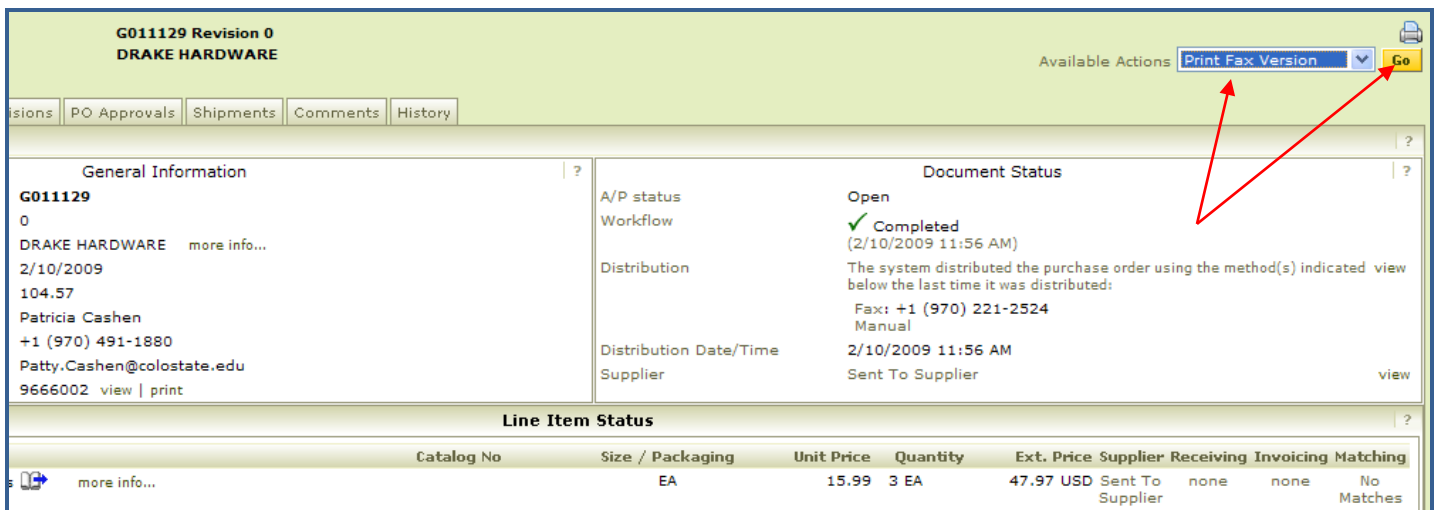 G011129 Revision 0
DRAKE HARDWARE
Available Actions Print Fax Version Go
isions PO Approvals Shipments Comments History
?
General Information ?
G011129
0
DRAKE HARDWARE more info...
2/10/2009
104.57
Patricia Cashen
+1 (970) 491-1880
Patty.Cashen@colostate.edu
9666002 view | print
Document Status ?
A/P status Open
Workflow ✓ Completed
(2/10/2009 11:56 AM)
Distribution The system distributed the purchase order using the method(s) indicated view
below the last time it was distributed:
Fax: +1 (970) 221-2524
Manual
Distribution Date/Time 2/10/2009 11:56 AM
Supplier Sent To Supplier view
Line Item Status ?
Catalog No Size / Packaging Unit Price Quantity Ext. Price Supplier Receiving Invoicing Matching
s more info... EA 15.99 3 EA 47.97 USD Sent To none none No
Supplier Matches